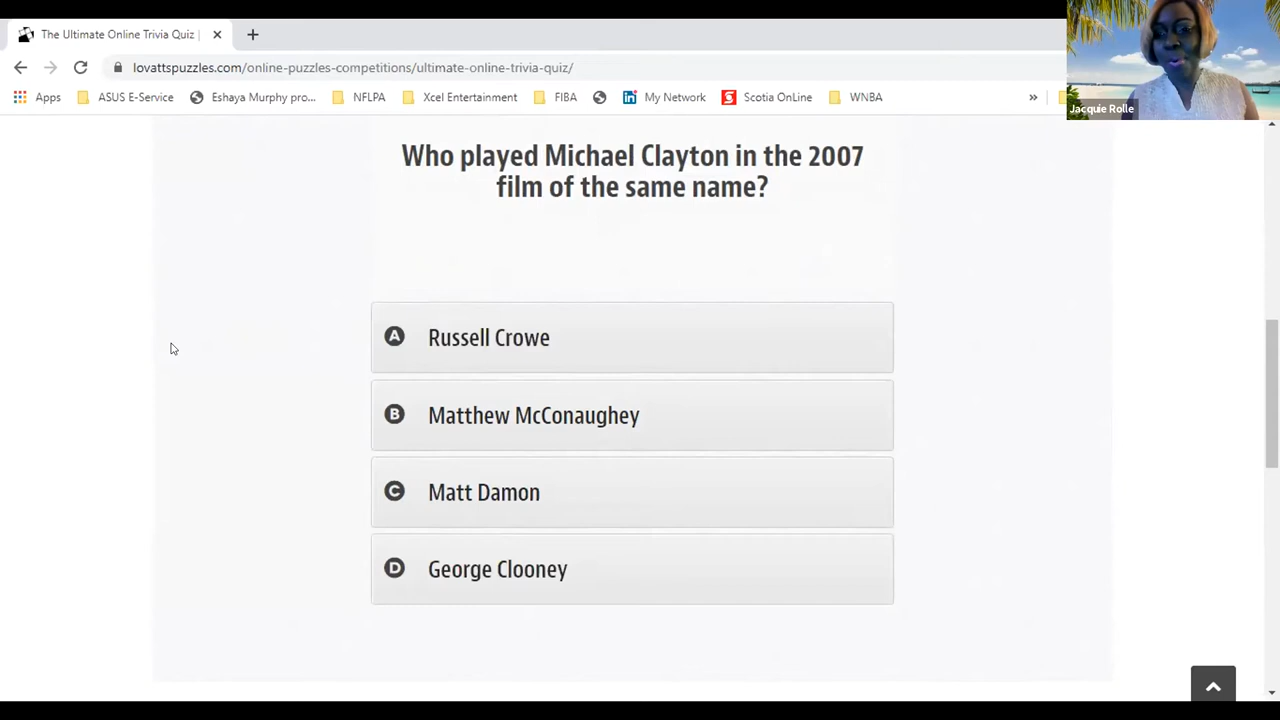 The Ultimate Online Trivia Quiz |
lovattspuzzles.com/online-puzzles-competitions/ultimate-online-trivia-quiz/
Apps ASUS E-Service Eshaya Murphy pro... NFLPA Xcel Entertainment FIBA in My Network Scotia OnLine WNBA »
Jacquie Rolle
Who played Michael Clayton in the 2007
film of the same name?
A Russell Crowe
B Matthew McConaughey
C Matt Damon
D George Clooney